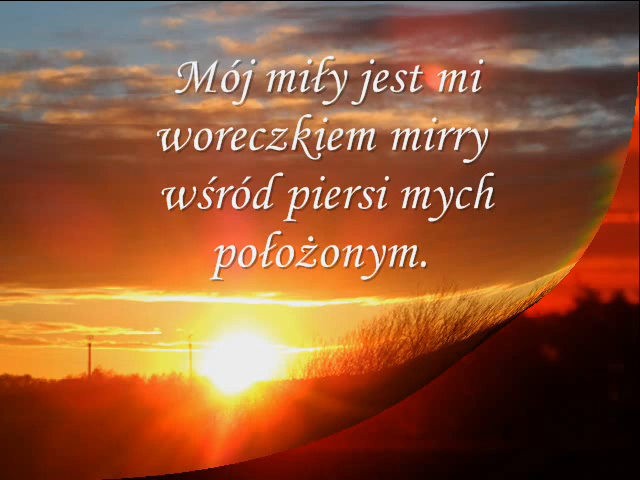 Mój miły jest mi
woreczkiem mirry
wśród piersi mych
położonym.